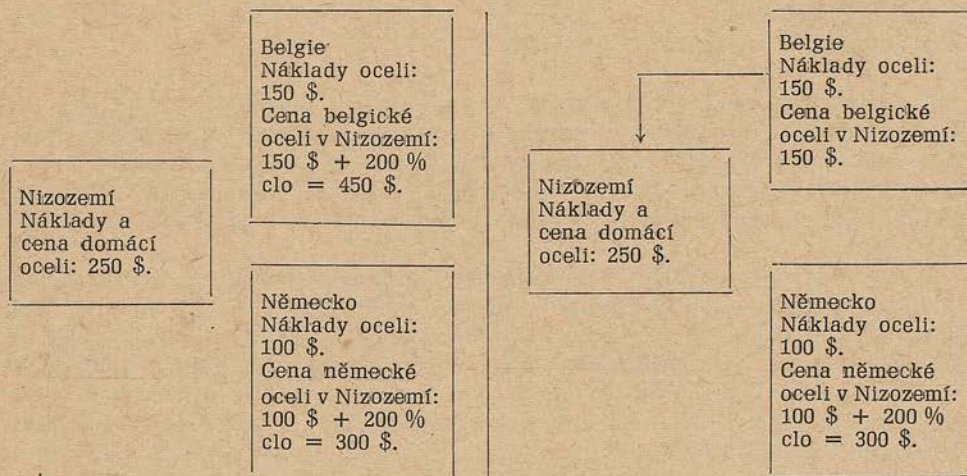 Belgie
Náklady oceli:
150 $.
Cena belgické
oceli v Nizozemí:
150 $ + 200 %
clo = 450 $.
Nizozemí
Náklady a
cena domácí
oceli: 250 $.
Německo
Náklady oceli:
100 $.
Cena německé
oceli v Nizozemí:
100 $ + 200 %
clo = 300 $.
Belgie
Náklady oceli:
150 $.
Cena belgické
oceli v Nizozemí:
150 $.
Nizozemí
Náklady a
cena domácí
oceli: 250 $.
Německo
Náklady oceli:
100 $.
Cena německé
oceli v Nizozemí:
100 $ + 200 %
clo = 300 $.